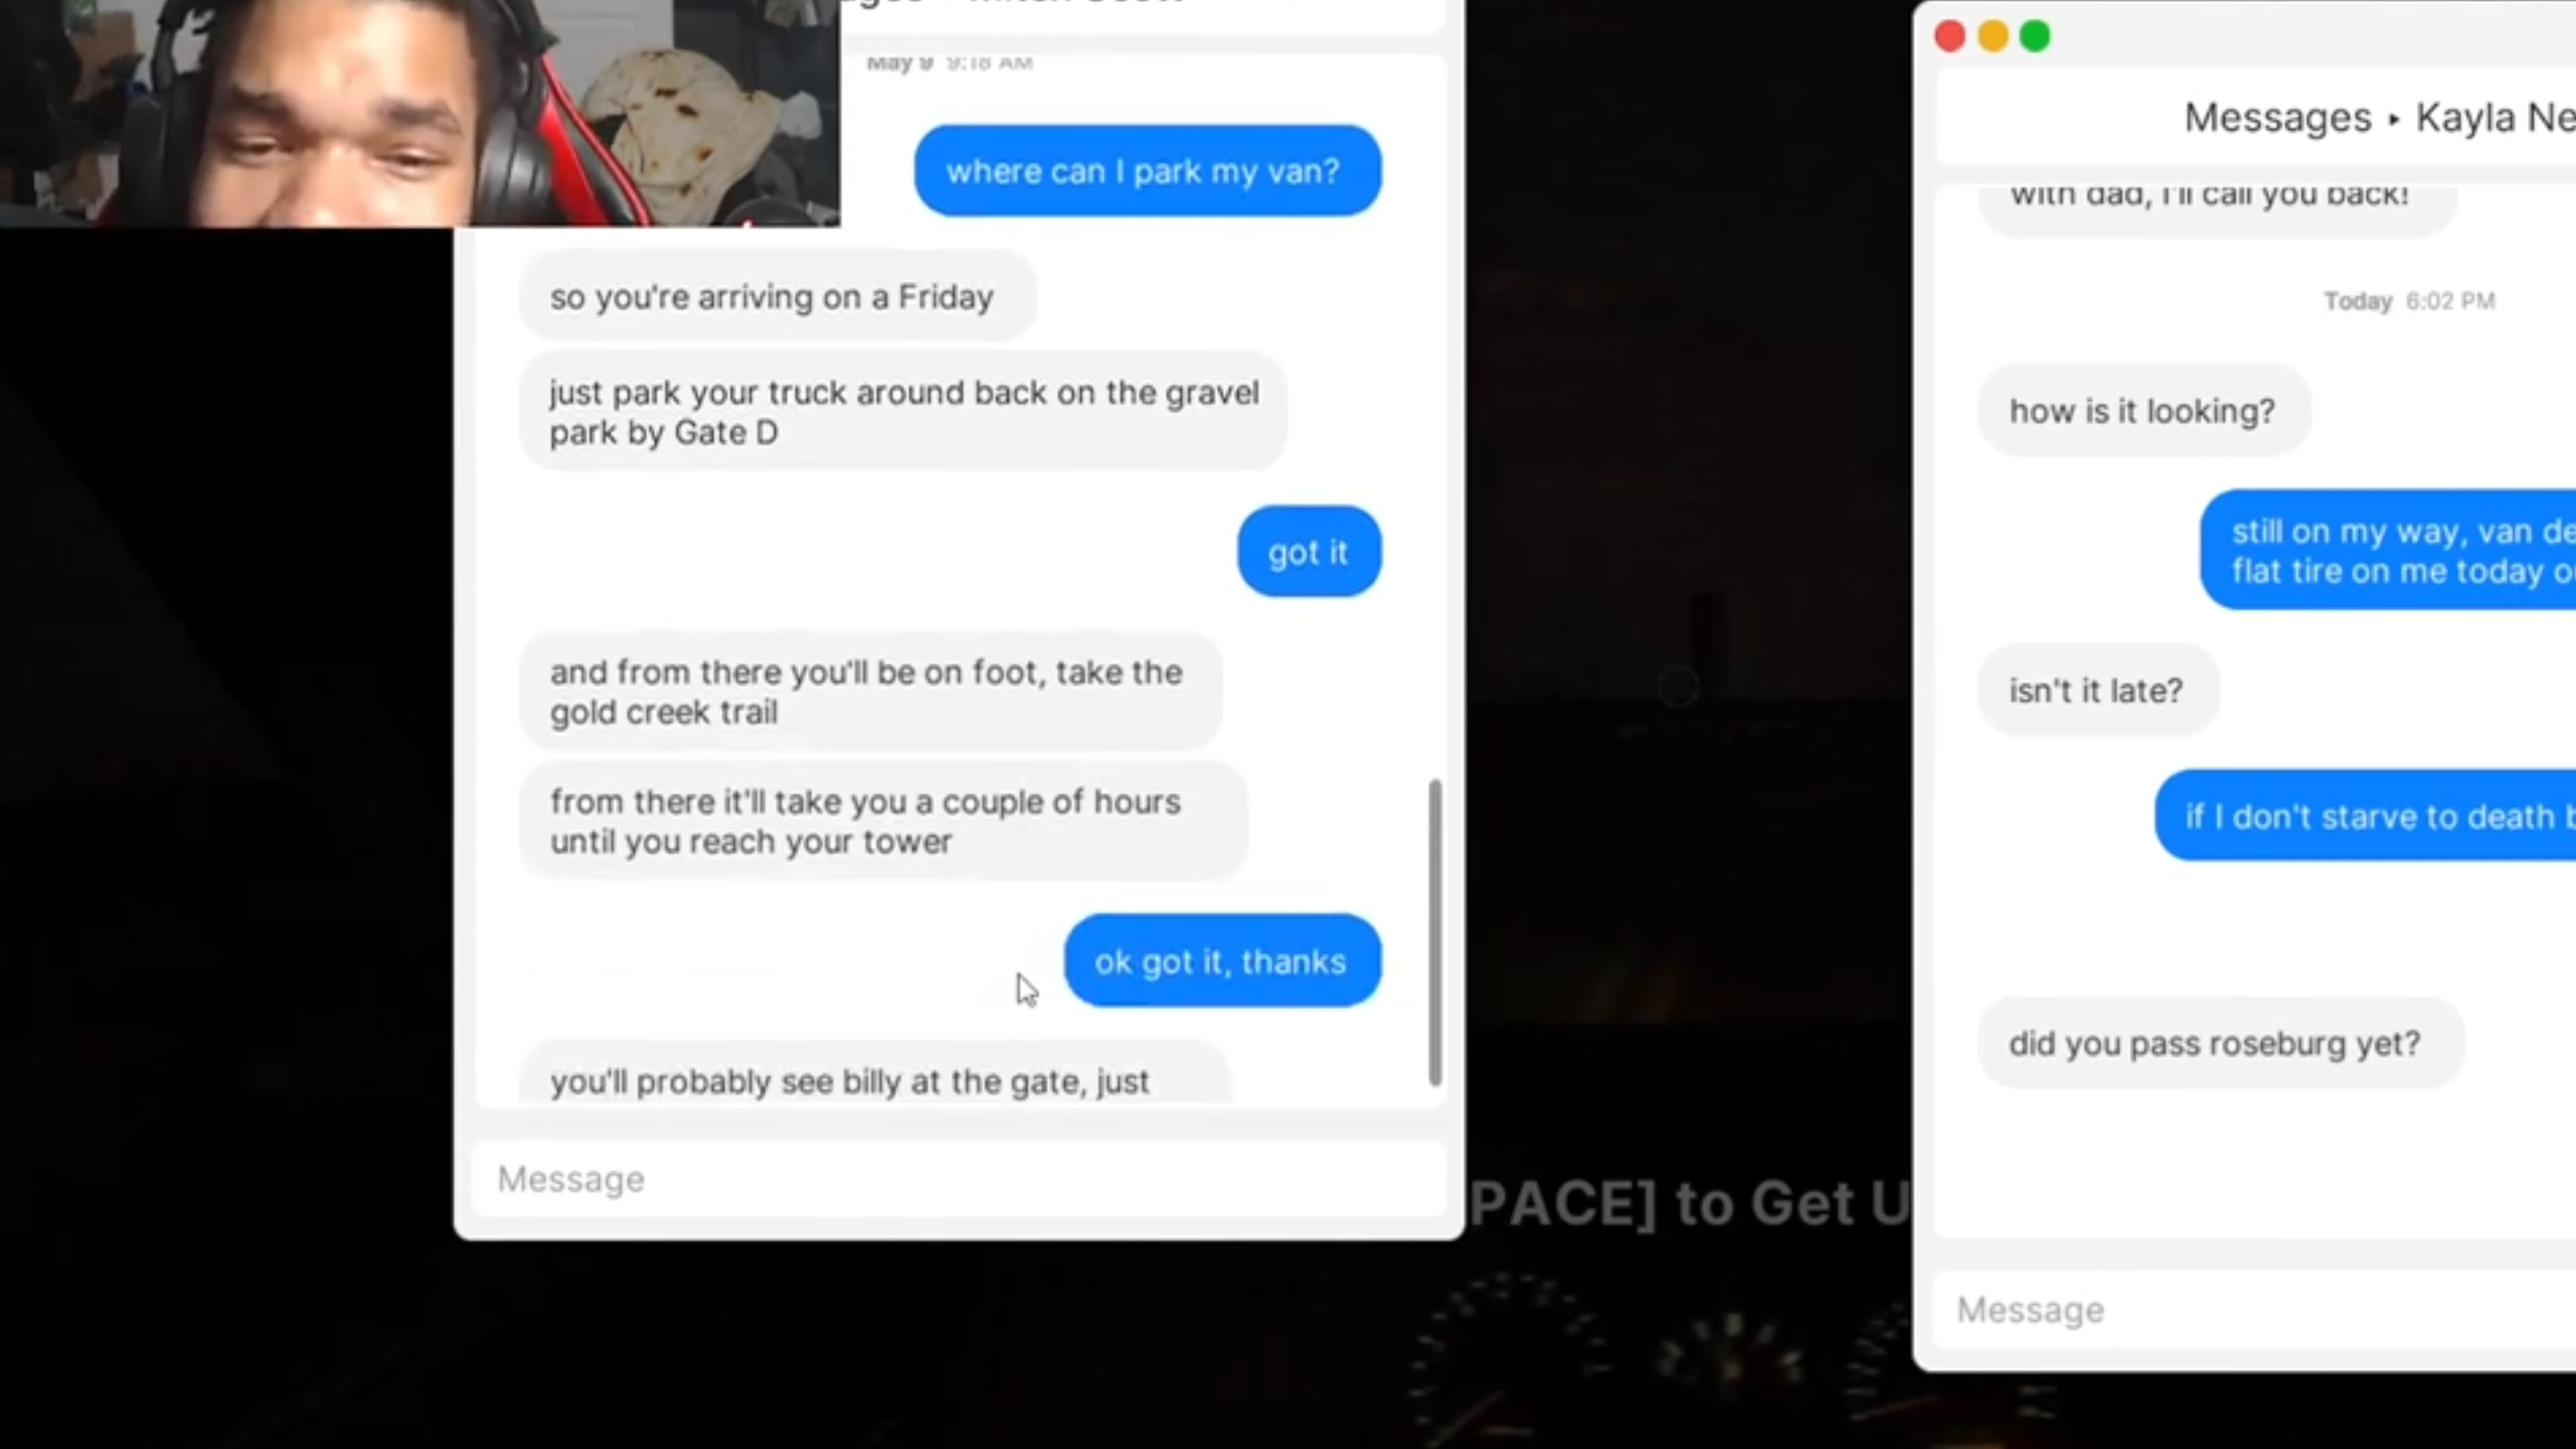 May 9 9:18 AM
where can I park my van?
so you're arriving on a Friday
just park your truck around back on the gravel
park by Gate D
got it
and from there you'll be on foot, take the
gold creek trail
from there it'll take you a couple of hours
until you reach your tower
ok got it, thanks
you'll probably see billy at the gate, just
Message
PACE] to Get U
Messages ‣ Kayla Ne
with dad, I'll call you back!
Today 6:02 PM
how is it looking?
still on my way, van de
flat tire on me today o
isn't it late?
if I don't starve to death b
did you pass roseburg yet?
Message